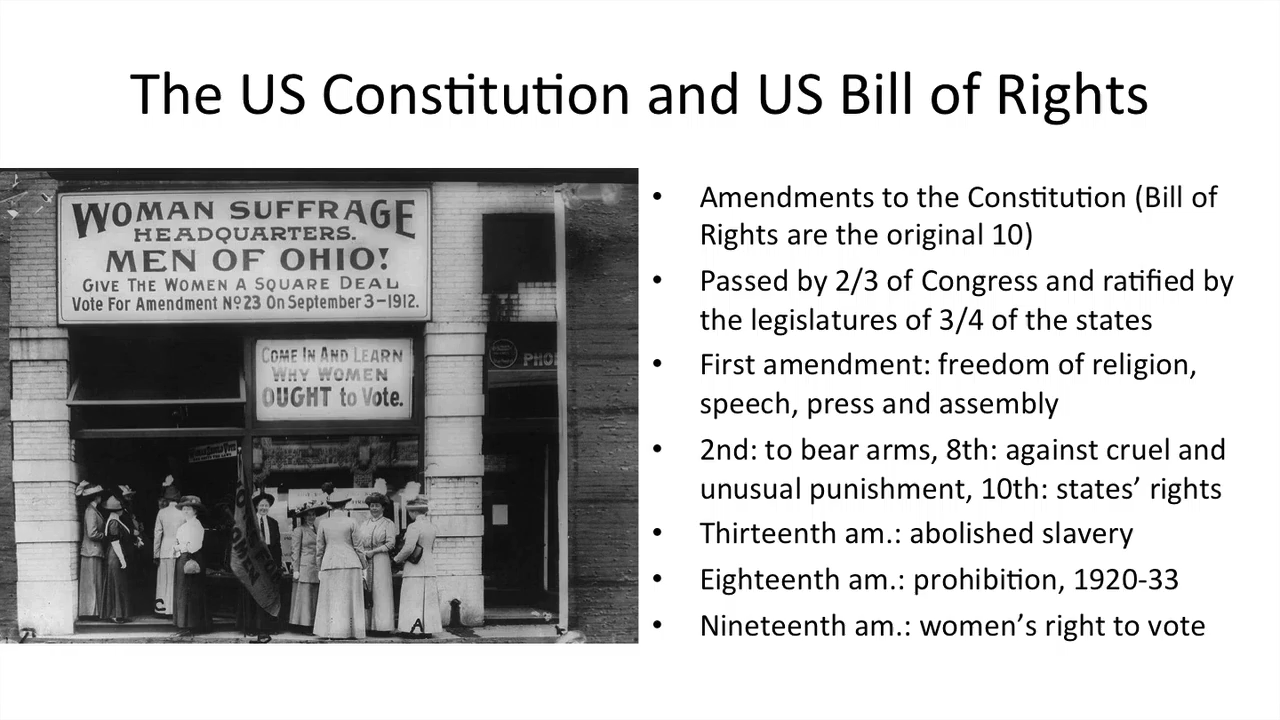 The US Constitution and US Bill of Rights
WOMAN SUFFRAGE
HEADQUARTERS.
MEN OF OHIO!
GIVE THE WOMEN A SQUARE DEAL
Vote For Amendment Nº 23 On September 3-1912.
COME IN AND LEARN
WHY WOMEN
OUGHT to Vote.
PHO
C
B
A
• Amendments to the Constitution (Bill of
Rights are the original 10)
• Passed by 2/3 of Congress and ratified by
the legislatures of 3/4 of the states
• First amendment: freedom of religion,
speech, press and assembly
• 2nd: to bear arms, 8th: against cruel and
unusual punishment, 10th: states’ rights
• Thirteenth am.: abolished slavery
• Eighteenth am.: prohibition, 1920-33
• Nineteenth am.: women’s right to vote